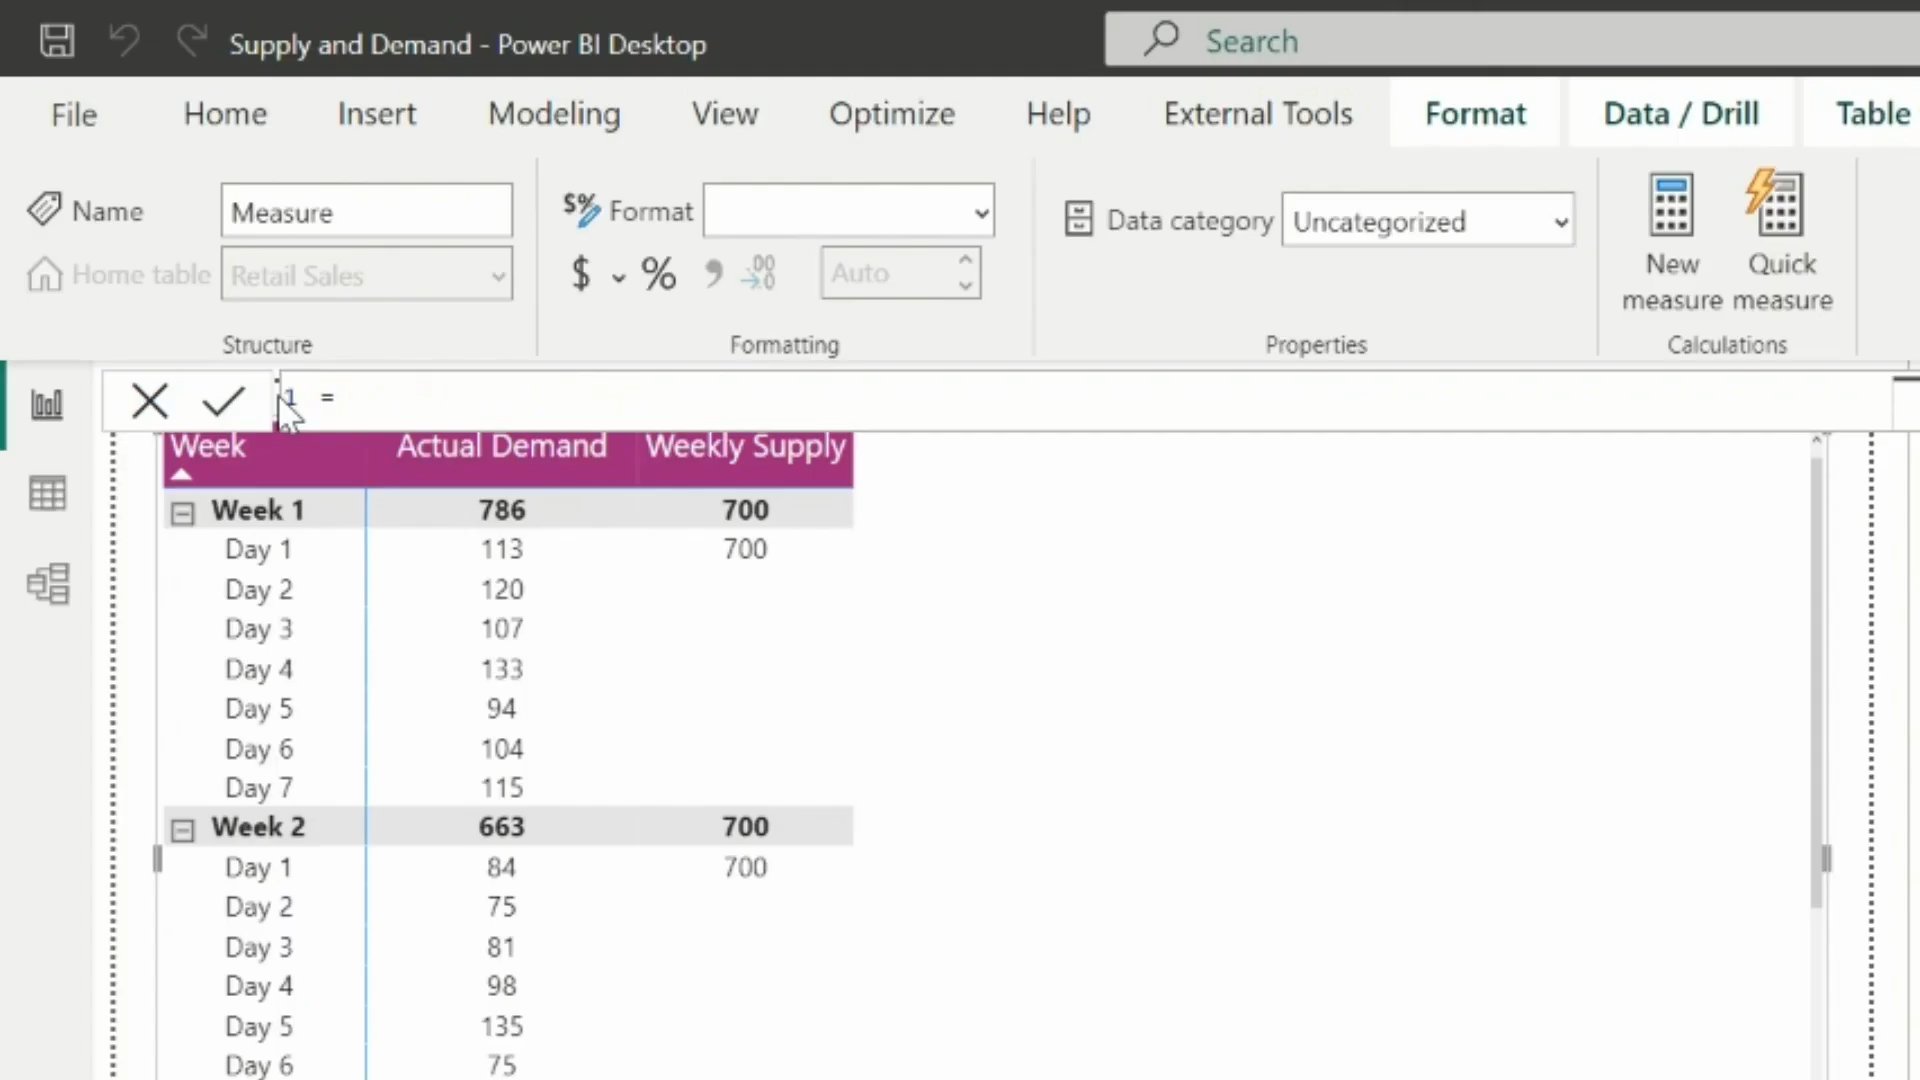 Supply and Demand - Power BI Desktop
Search
File Home Insert Modeling View Optimize Help External Tools Format Data / Drill Table
Name Measure
Home table Retail Sales
Structure
$% Format
$ % , .00 →.0 Auto
Formatting
Data category Uncategorized
Properties
New measure
Quick measure
Calculations
1 =
Week Actual Demand Weekly Supply
Week 1 786 700
Day 1 113 700
Day 2 120
Day 3 107
Day 4 133
Day 5 94
Day 6 104
Day 7 115
Week 2 663 700
Day 1 84 700
Day 2 75
Day 3 81
Day 4 98
Day 5 135
Day 6 75